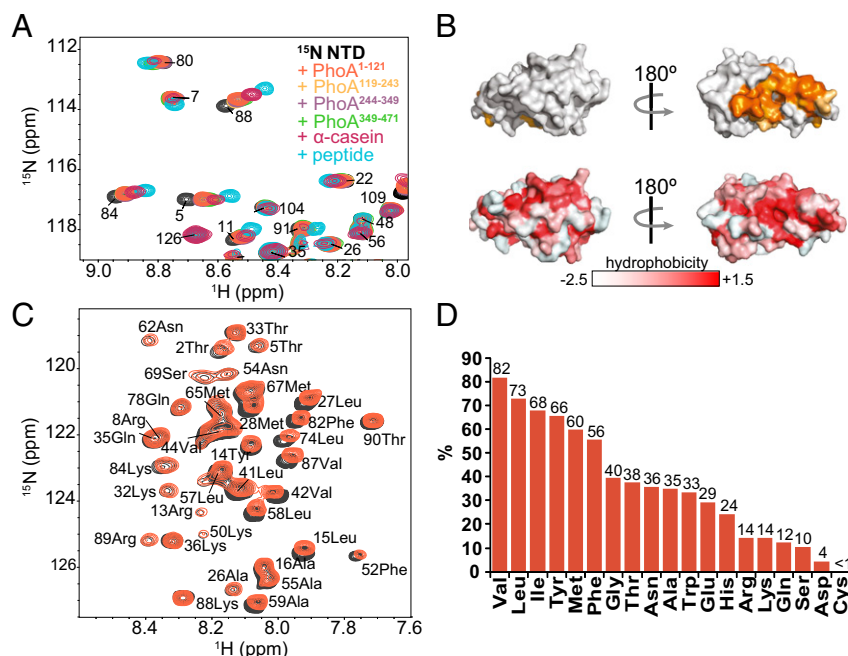 A
112
114
116
118
¹⁵N (ppm)
9.0 8.8 8.6 8.4 8.2 8.0
¹H (ppm)
¹⁵N NTD
+ PhoA¹⁻¹²¹
+ PhoA¹¹⁹⁻²⁴³
+ PhoA²⁴⁴⁻³⁴⁹
+ PhoA³⁴⁹⁻⁴⁷¹
+ α-casein
+ peptide
80
7
88
22
109
84
5
104
48
11
91
126
56
35
26
B
180º
180º
hydrophobicity
-2.5 +1.5
C
120
122
124
126
¹⁵N (ppm)
8.4 8.2 8.0 7.8 7.6
¹H (ppm)
62Asn
33Thr
2Thr
5Thr
69Ser
54Asn
67Met
65Met
78Gln
27Leu
8Arg
28Met
82Phe
35Gln
74Leu
90Thr
44Val
14Tyr
87Val
84Lys
41Leu
32Lys
57Leu
42Val
13Arg
58Leu
50Lys
89Arg
36Lys
15Leu
16Ala
52Phe
26Ala
55Ala
88Lys
59Ala
D
%
90
80
70
60
50
40
30
20
10
0
82 73 68 66 60 56 40 38 36 35 33 29 24 14 14 12 10 4 <1
Val Leu Ile Tyr Met Phe Gly Thr Asn Ala Trp Glu His Arg Lys Gln Ser Asp Cys